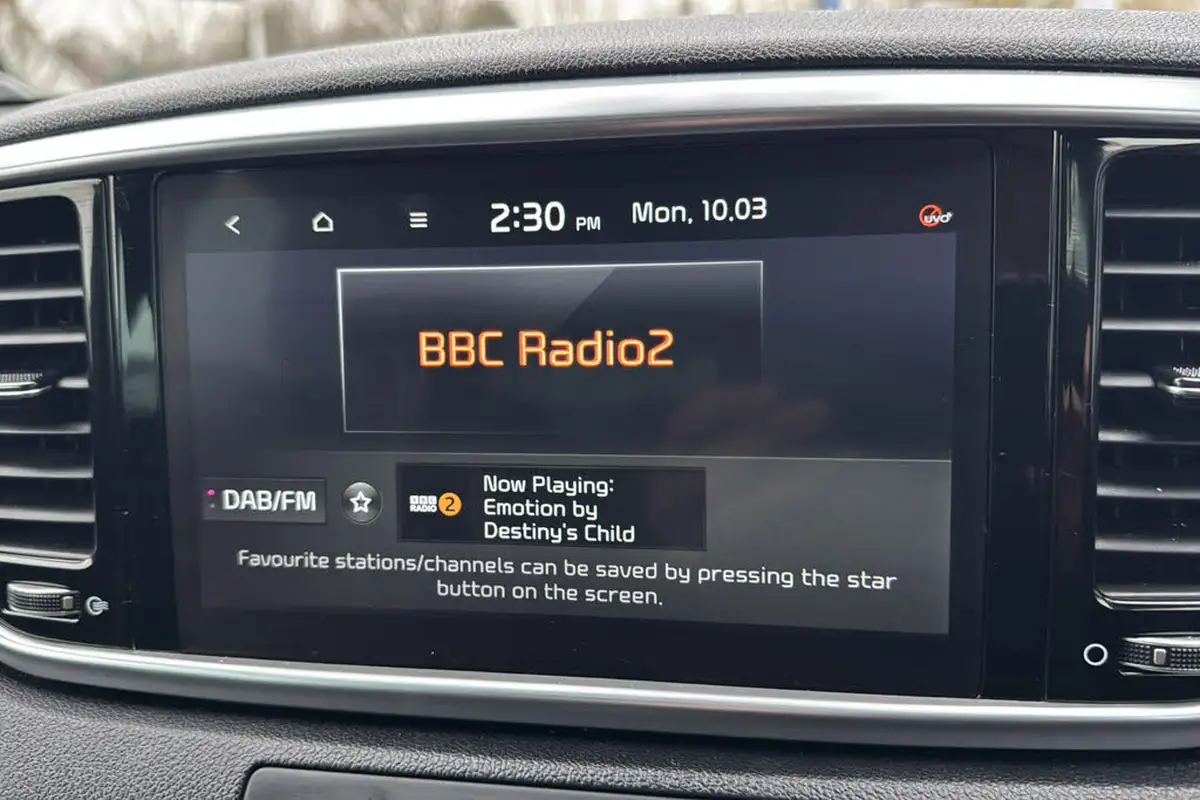 2:30 PM Mon, 10.03
UVO
BBC Radio2
DAB/FM
BBC
RADIO 2
Now Playing:
Emotion by
Destiny's Child
Favourite stations/channels can be saved by pressing the star
button on the screen.